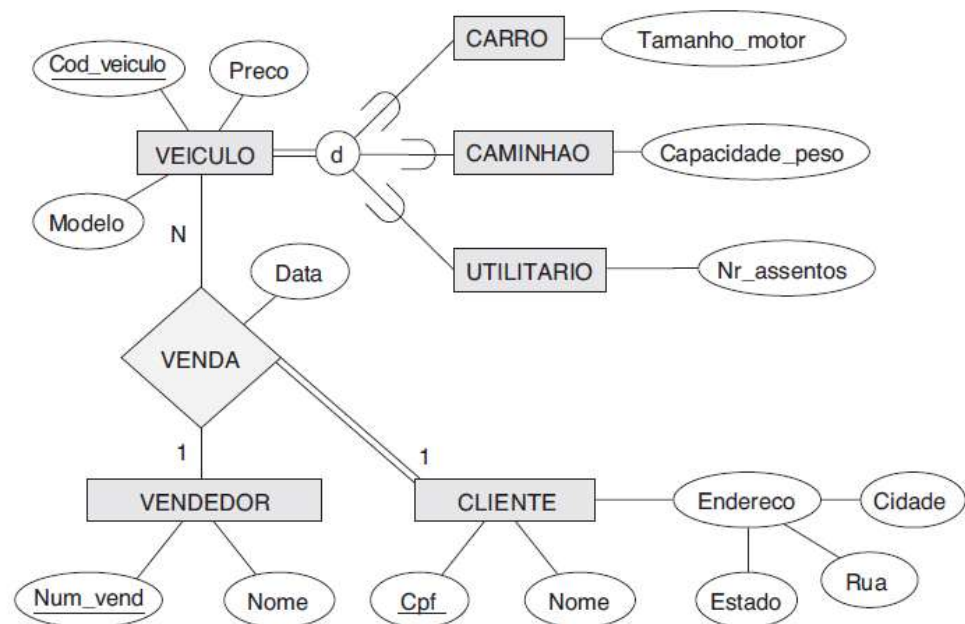 CARRO
Tamanho_motor
Cod_veiculo
Preco
VEICULO
d
CAMINHAO
Capacidade_peso
Modelo
N
UTILITARIO
Nr_assentos
Data
VENDA
1
1
VENDEDOR
CLIENTE
Endereco
Cidade
Num_vend
Nome
Cpf
Nome
Estado
Rua